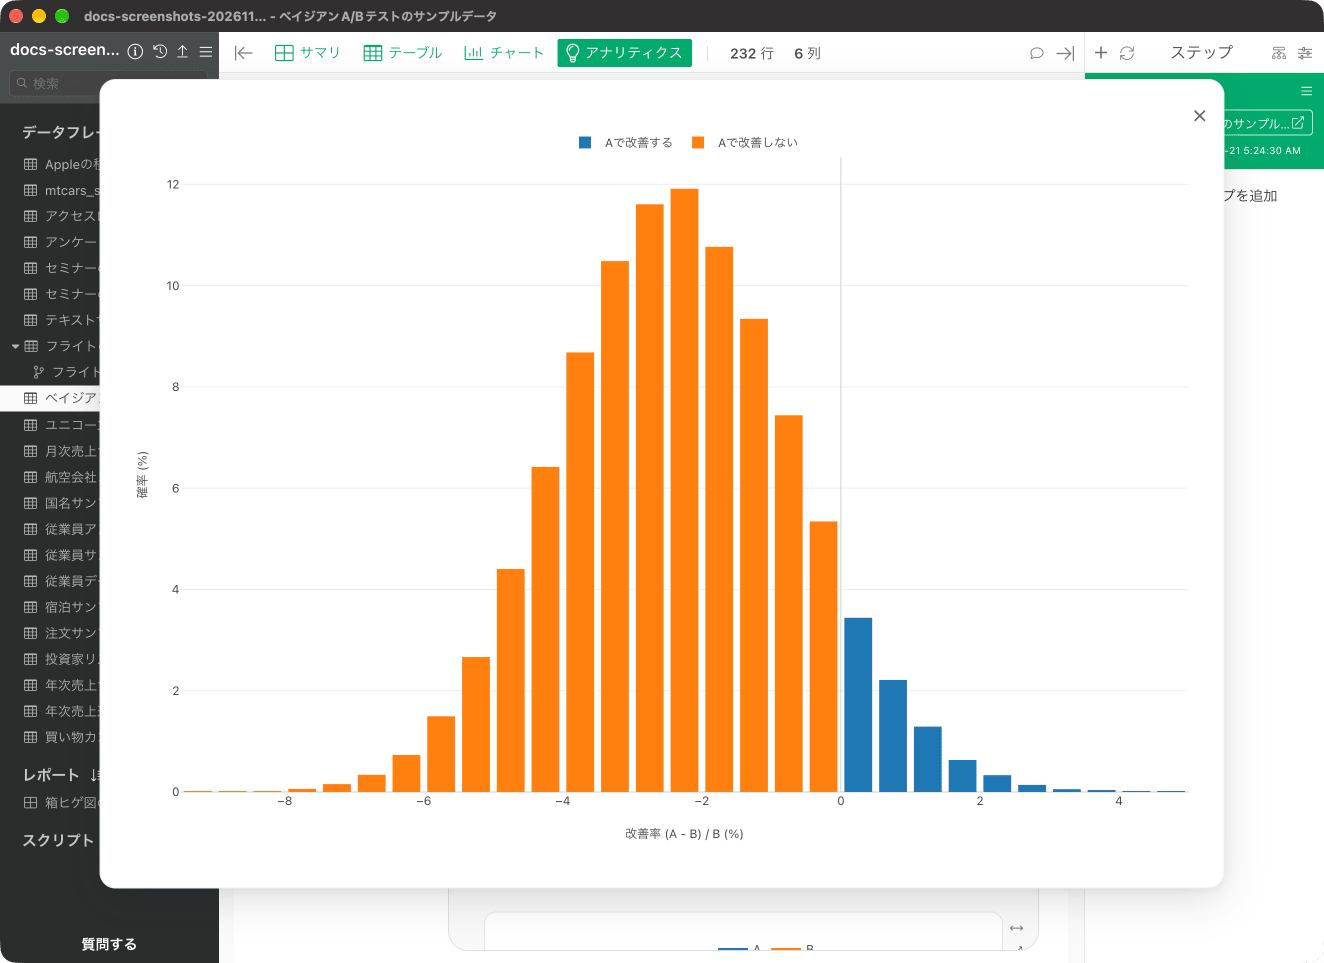 docs-screenshots-202611... - ベイジアンA/Bテストのサンプルデータ
docs-screen...
サマリ
テーブル
チャート
アナリティクス
232 行
6 列
ステップ
検索
データフレー
Appleの
mtcars_s
アクセス
アンケー
セミナー
セミナー
テキスト
フライト
フライト
ベイジア
ユニコー
月次売上
航空会社
国名サン
従業員ア
従業員サ
従業員デ
宿泊サン
注文サン
投資家リ
年次売上
年次売上
買い物カ
レポート
箱ヒゲ図
スクリプト
質問する
のサンプル...
-21 5:24:30 AM
プを追加
Aで改善する
Aで改善しない
確率 (%)
12
10
8
6
4
2
0
−8
−6
−4
−2
0
2
4
改善率 (A - B) / B (%)
A
B